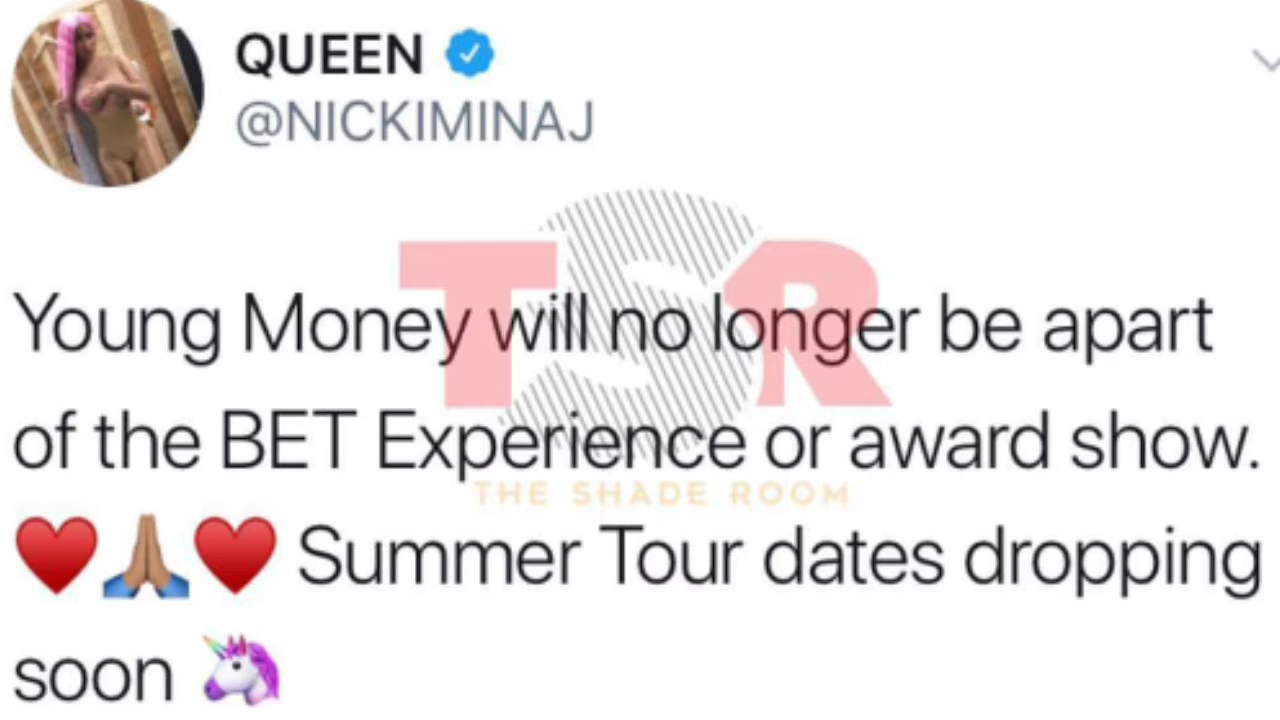 QUEEN
@NICKIMINAJ
TSR
Young Money will no longer be apart
of the BET Experience or award show.
THE SHADE ROOM
♥️🙏🏽♥️ Summer Tour dates dropping
soon 🦄